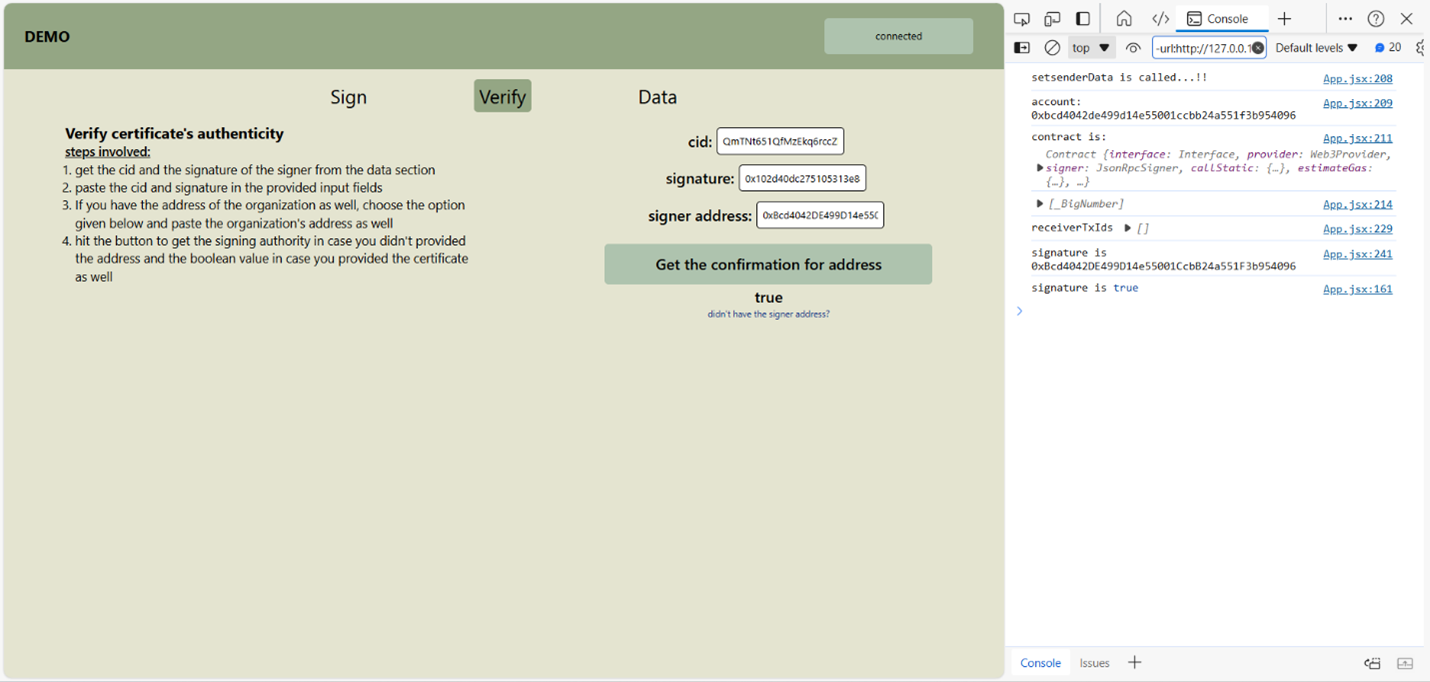 DEMO
connected
Sign
Verify
Data
Verify certificate's authenticity
steps involved:
1. get the cid and the signature of the signer from the data section
2. paste the cid and signature in the provided input fields
3. If you have the address of the organization as well, choose the option
given below and paste the organization's address as well
4. hit the button to get the signing authority in case you didn't provided
the address and the boolean value in case you provided the certificate
as well
cid: QmTNt651QfMzEkq6rccZ
signature: 0x102d40dc275105313e8
signer address: 0xBcd4042DE499D14e550
Get the confirmation for address
true
didn't have the signer address?
Console
top
-url:http://127.0.0.1
Default levels
20
setsenderData is called...!! App.jsx:208
account: App.jsx:209
0xbcd4042de499d14e55001ccbb24a551f3b954096
contract is: App.jsx:211
Contract {interface: Interface, provider: Web3Provider,
signer: JsonRpcSigner, callStatic: {…}, estimateGas:
{…}, …}
[_BigNumber] App.jsx:214
receiverTxIds [] App.jsx:229
signature is App.jsx:241
0xBcd4042DE499D14e55001CcbB24a551F3b954096
signature is true App.jsx:161
Console
Issues